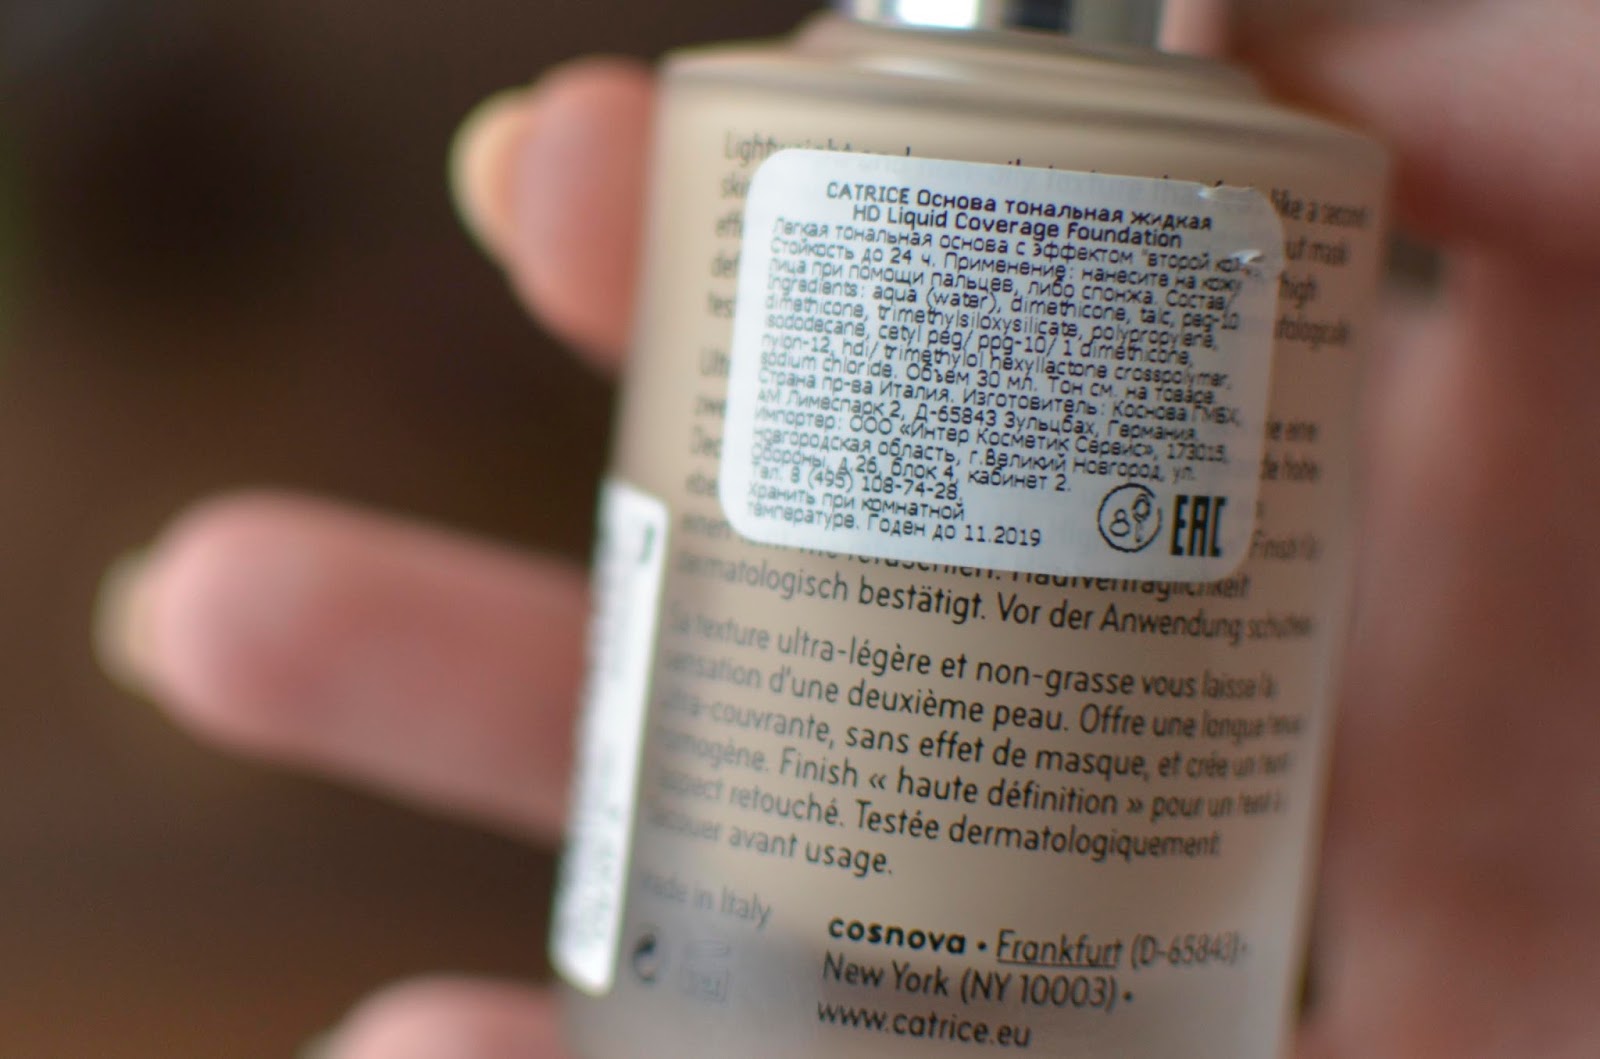 CATRICE Основа тональная жидкая
HD Liquid Coverage Foundation
Легкая тональная основа с эффектом "второй
Стойкость до 24 ч. Применение: нанесите на кожу
лица при помощи пальцев, либо спонжа. Состав/
Ingredients: aqua (water), dimethicone, talc, peg-10
dimethicone, trimethylsiloxysilicate, polypropylene,
isododecane, cetyl peg/ ppg-10/ 1 dimethicone,
nylon-12, hdi/ trimethylol hexyllactone crosspolymer,
sodium chloride. Объем 30 мл. Тон см. на товаре.
Страна пр-ва Италия. Изготовитель: Коснова ГМБХ,
АМ Лимеспарк 2, Д-65843 Зульцбах, Германия.
Импортер: ООО «Интер Косметик Сервис», 173015,
Новгородская область, г.Великий Новгород, ул.
Обороны, д.26, блок 4, кабинет 2.
Тел. 8 (495) 108-74-28.
Хранить при комнатной
температуре. Годен до 11.2019
EAC
like a second
high
dermatologisch bestätigt. Vor der Anwendung
La texture ultra-légère et non-grasse vous laisse la
sensation d'une deuxième peau. Offre une longue
ultra-couvrante, sans effet de masque, et crée un
homogène. Finish « haute définition » pour un teint à
aspect retouché. Testée dermatologiquement
avant usage.
Made in Italy
cosnova • Frankfurt (D-65843) •
New York (NY 10003) •
www.catrice.eu